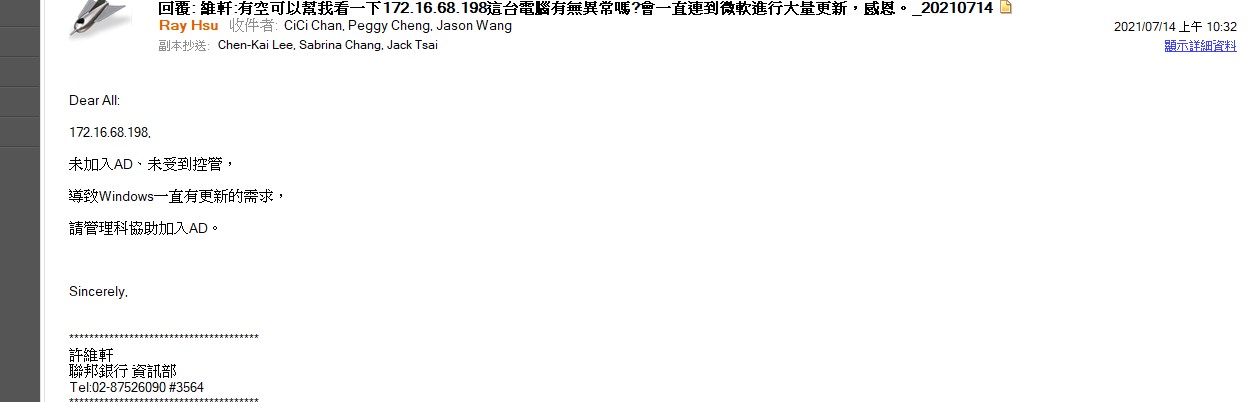 回覆: 維軒:有空可以幫我看一下172.16.68.198這台電腦有無異常嗎?會一直連到微軟進行大量更新，感恩。_20210714
Ray Hsu 收件者: CiCi Chan, Peggy Cheng, Jason Wang 2021/07/14 上午 10:32
副本抄送: Chen-Kai Lee, Sabrina Chang, Jack Tsai 顯示詳細資料
Dear All:
172.16.68.198,
未加入AD、未受到控管，
導致Windows一直有更新的需求，
請管理科協助加入AD。
Sincerely,
**************************************
許維軒
聯邦銀行 資訊部
Tel:02-87526090 #3564
**************************************